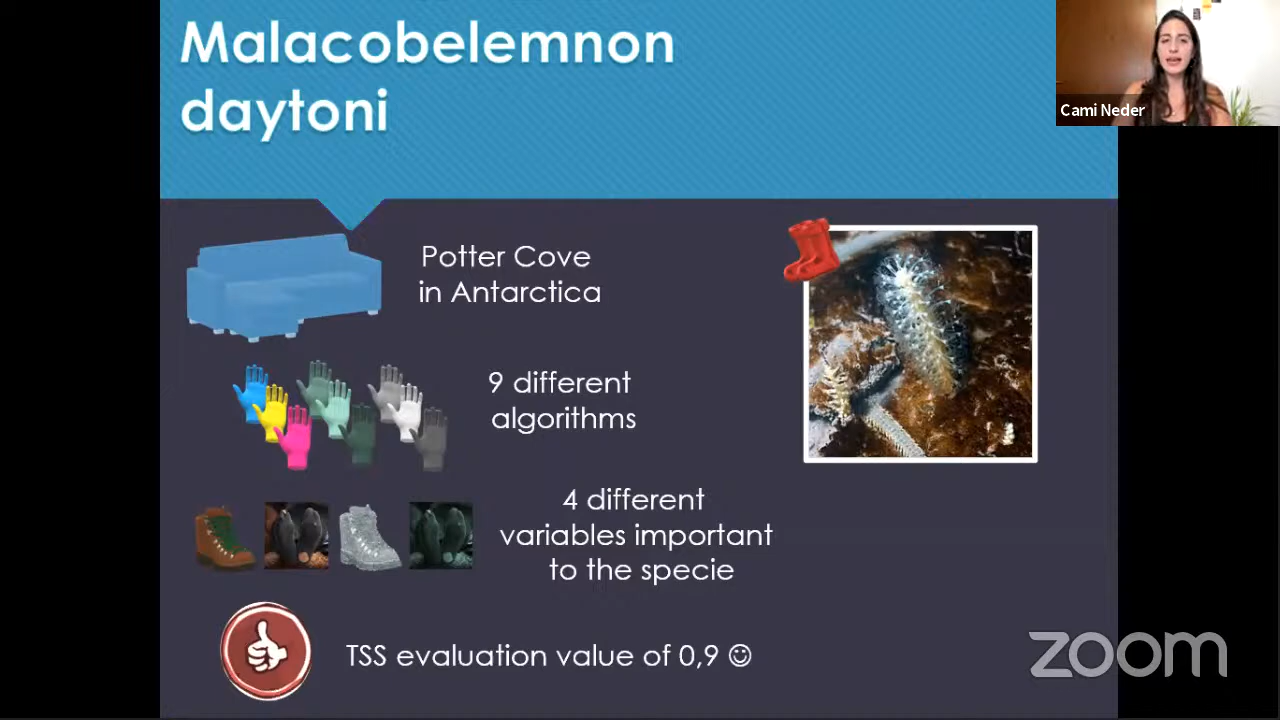 Malacobelemnon
daytoni
Cami Neder
Potter Cove
in Antarctica
9 different
algorithms
4 different
variables important
to the specie
TSS evaluation value of 0,9 ☺
zoom